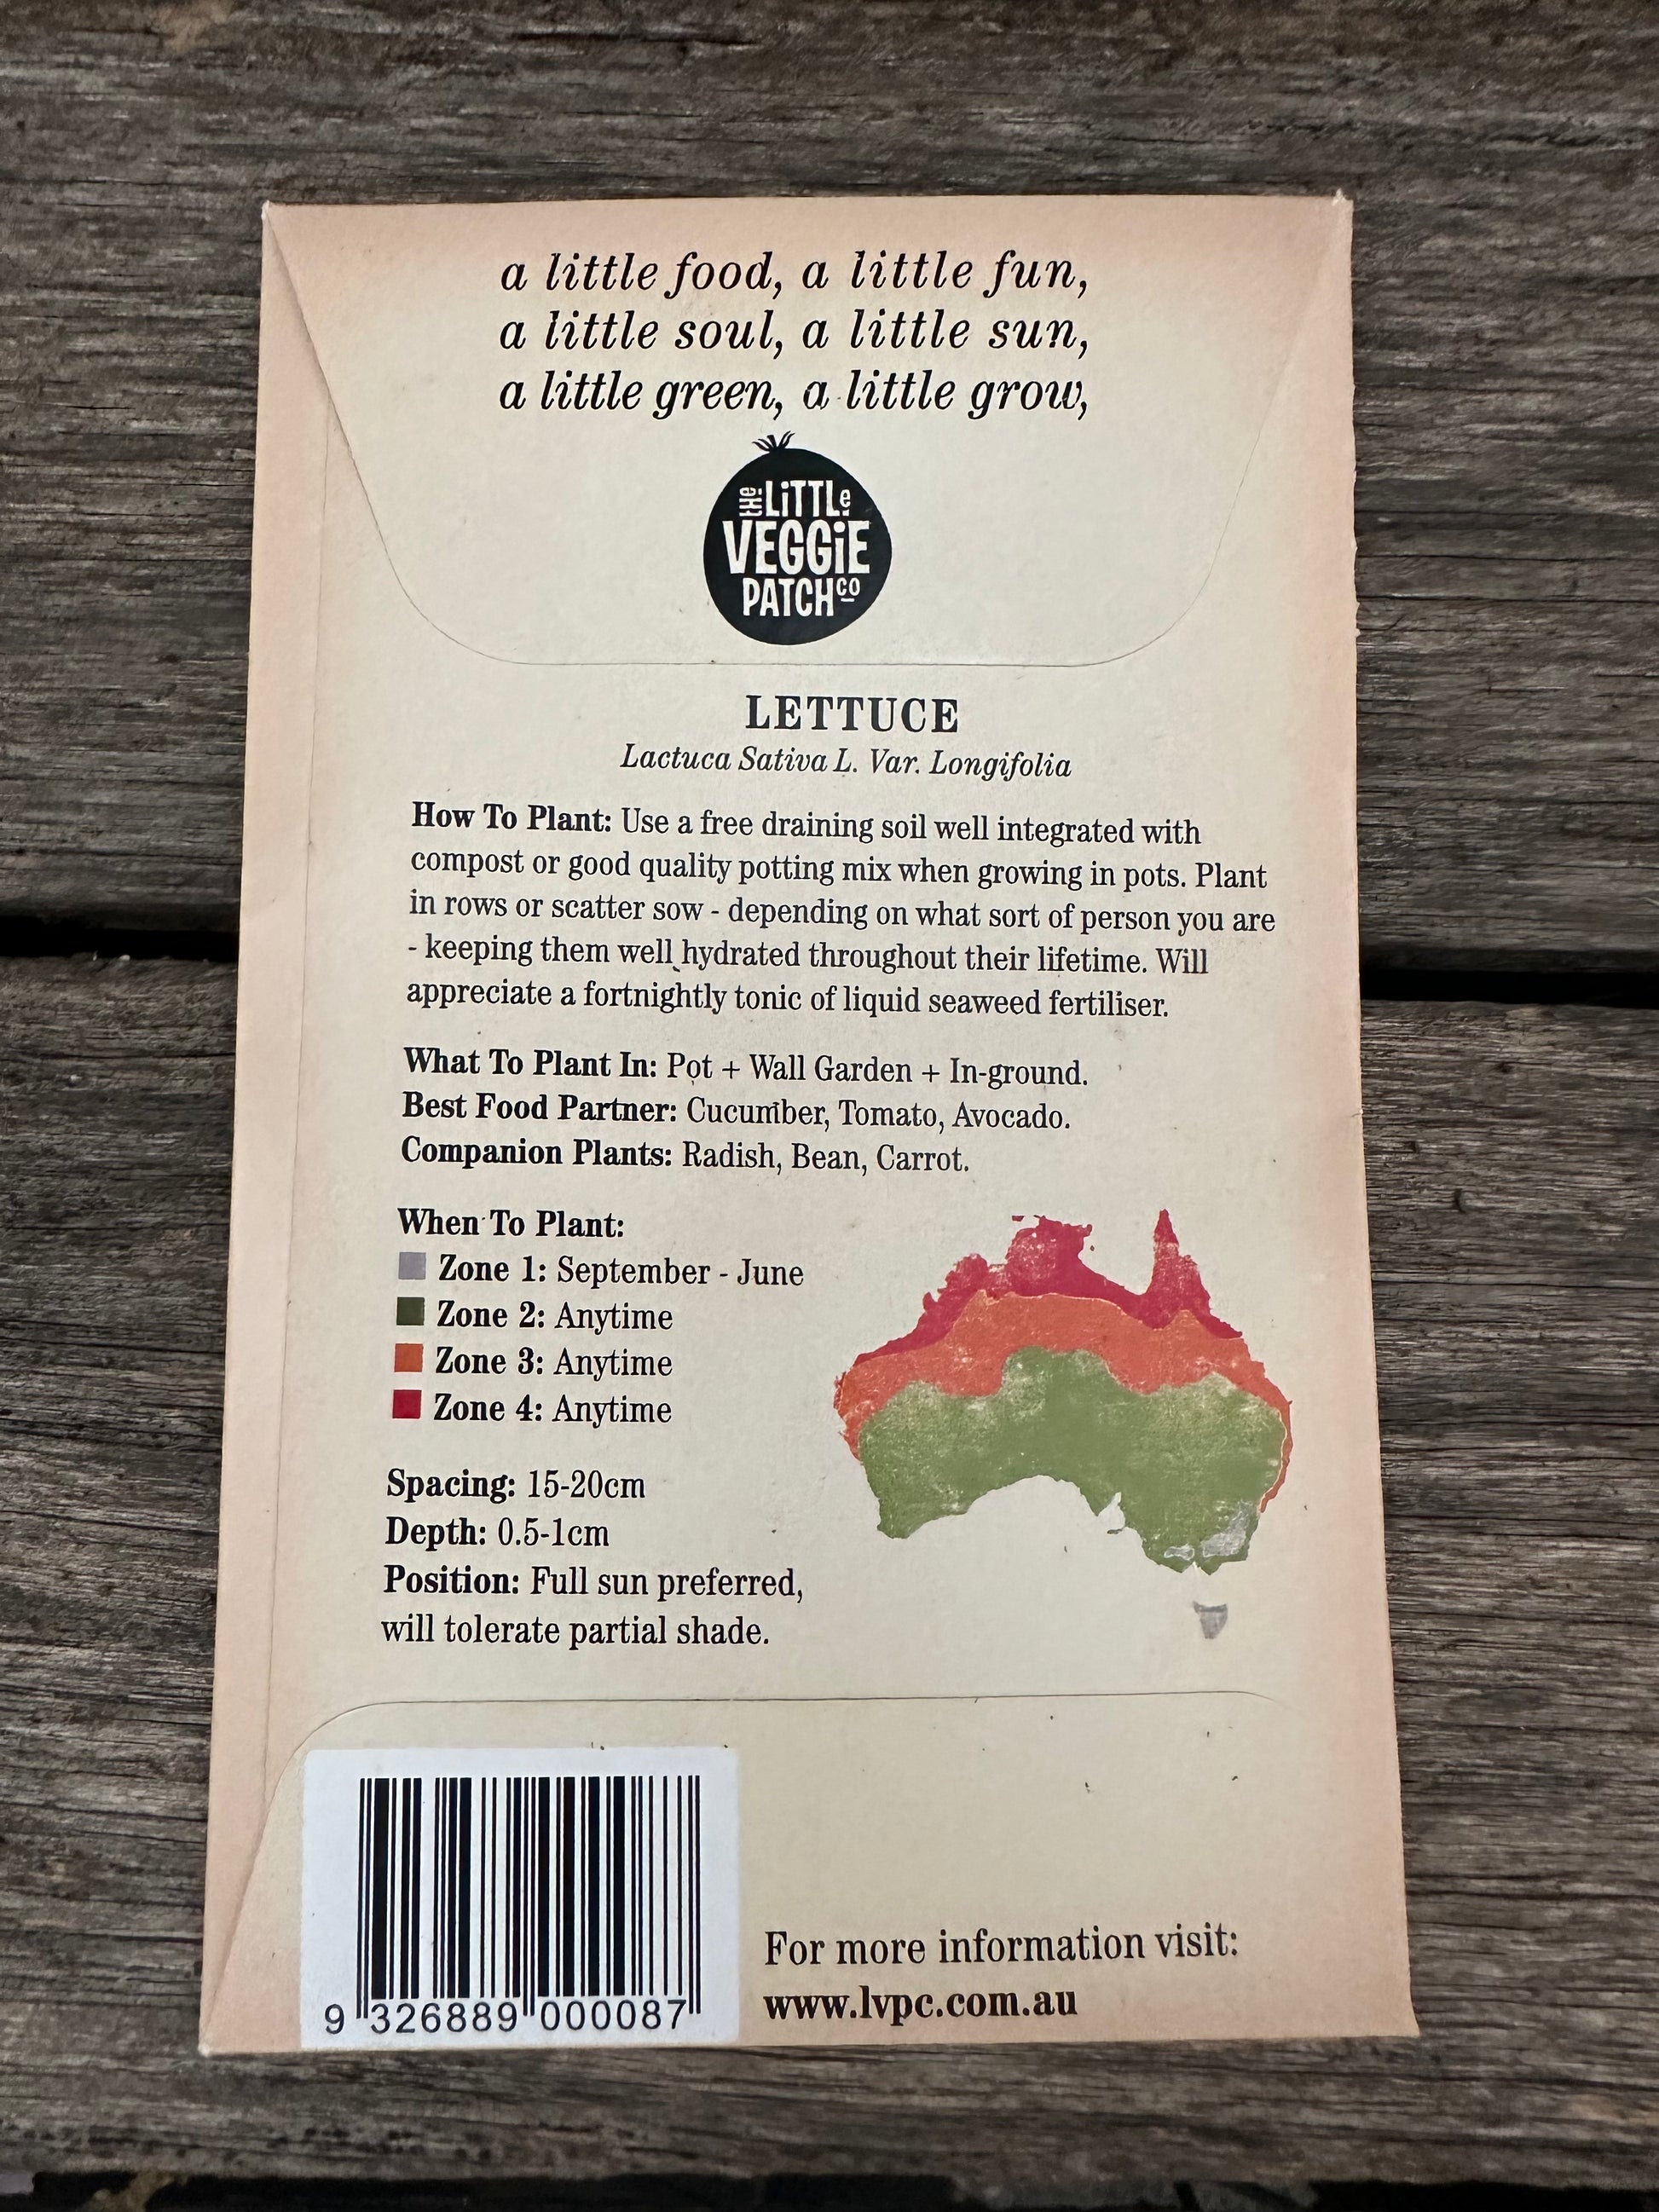 a little food, a little fun,
a little soul, a little sun,
a little green, a little grow,
THE LiTTLe
VEGGiE
PATCH CO
LETTUCE
Lactuca Sativa L. Var. Longifolia
How To Plant: Use a free draining soil well integrated with
compost or good quality potting mix when growing in pots. Plant
in rows or scatter sow - depending on what sort of person you are
- keeping them well hydrated throughout their lifetime. Will
appreciate a fortnightly tonic of liquid seaweed fertiliser.
What To Plant In: Pot + Wall Garden + In-ground.
Best Food Partner: Cucumber, Tomato, Avocado.
Companion Plants: Radish, Bean, Carrot.
When To Plant:
Zone 1: September - June
Zone 2: Anytime
Zone 3: Anytime
Zone 4: Anytime
Spacing: 15-20cm
Depth: 0.5-1cm
Position: Full sun preferred,
will tolerate partial shade.
9 326889 000087
For more information visit:
www.lvpc.com.au